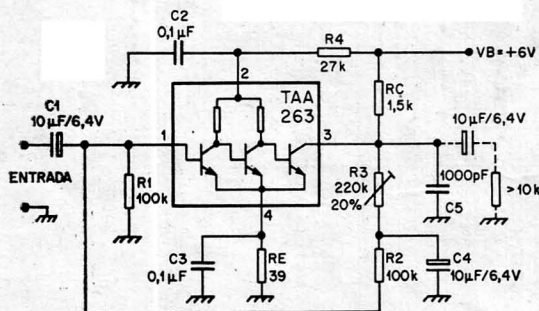 C2
0,1µF
R4
27k
VB = +6V
2
TAA
263
RC
1,5k
C1
10µF/6,4V
1
3
10µF/6,4V
ENTRADA
R1
100k
R3
220k
20%
1000pF
C5
>10k
4
C3
0,1µF
RE
39
R2
100k
C4
10µF/6,4V